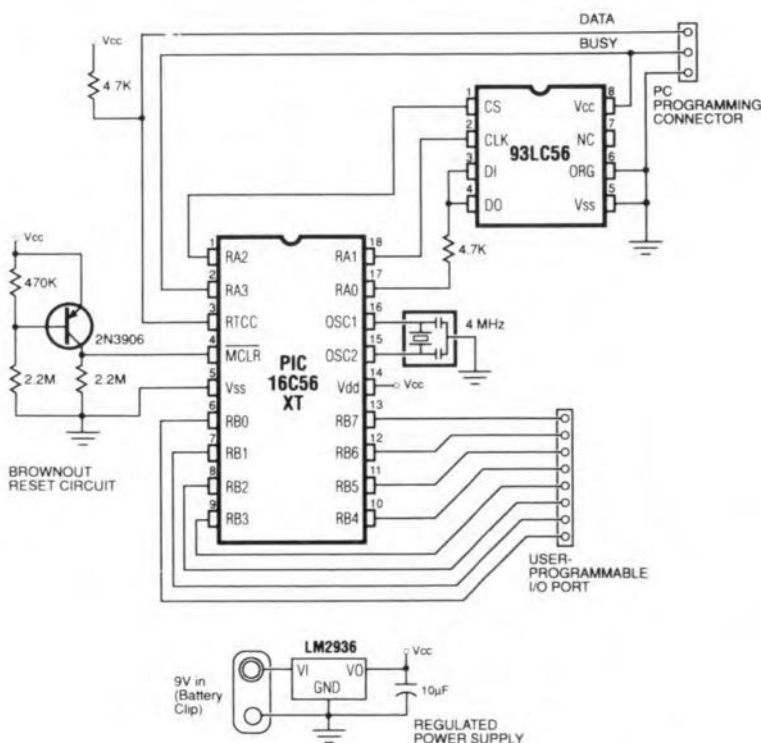 DATA
Vcc
BUSY
4.7K
PC
PROGRAMMING
CONNECTOR
93LC56
1 CS
2 CLK
3 DI
4 DO
Vcc 8
NC 7
ORG 6
Vss 5
4.7K
Vcc
470K
2N3906
2.2M
2.2M
BROWNOUT
RESET CIRCUIT
PIC
16C56
XT
1 RA2
2 RA3
3 RTCC
4 MCLR
5 Vss
6 RB0
7 RB1
8 RB2
9 RB3
RA1 18
RA0 17
OSC1 16
OSC2 15
Vdd 14
RB7 13
RB6 12
RB5 11
RB4 10
4 MHz
Vcc
USER-
PROGRAMMABLE
I/O PORT
LM2936
VI
VO
GND
Vcc
9V in
(Battery
Clip)
10µF
REGULATED
POWER SUPPLY